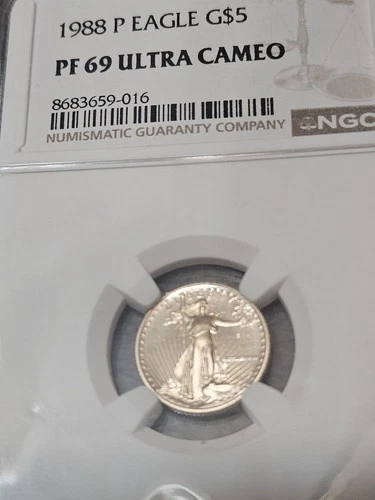 1988 P EAGLE G$5
PF 69 ULTRA CAMEO
8683659-016
NUMISMATIC GUARANTY COMPANY
NGC